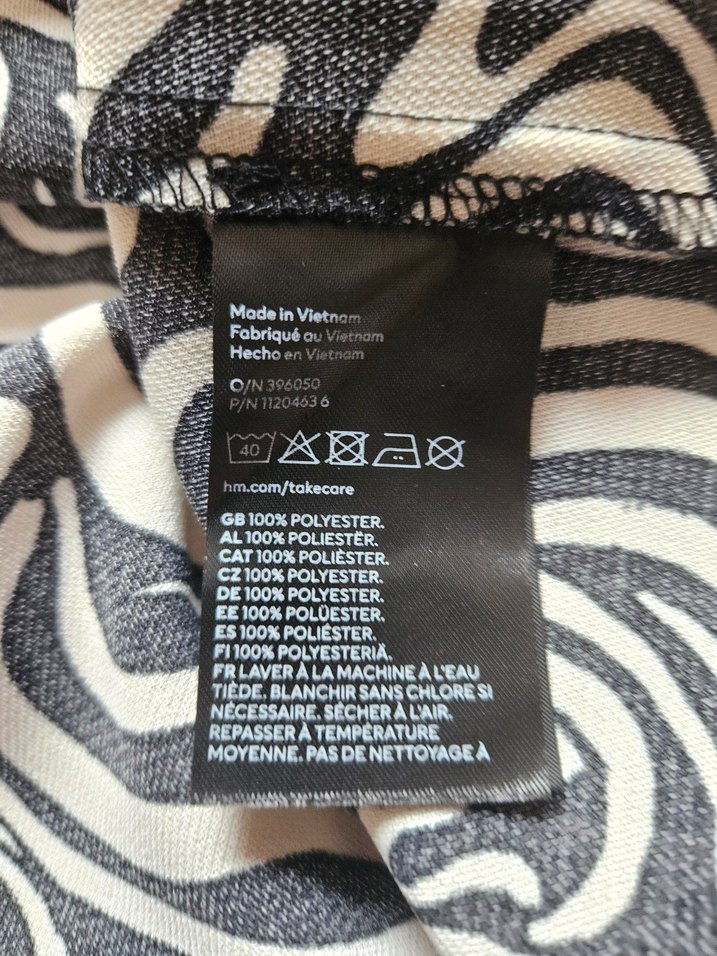 Made in Vietnam
Fabriqué au Vietnam
Hecho en Vietnam
O/N 396050
P/N 1120463 6
40
hm.com/takecare
GB 100% POLYESTER.
AL 100% POLIESTËR.
CAT 100% POLIÈSTER.
CZ 100% POLYESTER.
DE 100% POLYESTER.
EE 100% POLÜESTER.
ES 100% POLIÉSTER.
FI 100% POLYESTERIÄ.
FR LAVER À LA MACHINE À L'EAU
TIÈDE. BLANCHIR SANS CHLORE SI
NÉCESSAIRE. SÉCHER À L'AIR.
REPASSER À TEMPÉRATURE
MOYENNE. PAS DE NETTOYAGE À